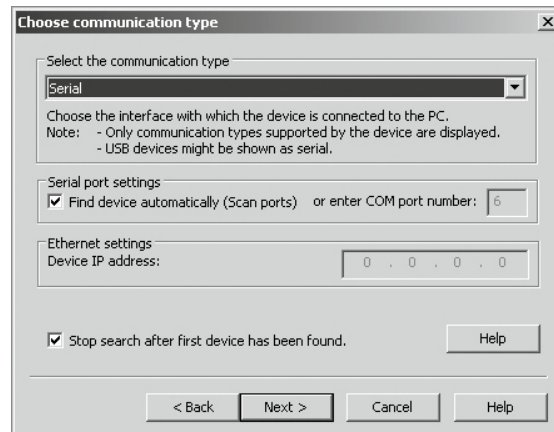 Choose communication type
Select the communication type
Serial
Choose the interface with which the device is connected to the PC.
Note: - Only communication types supported by the device are displayed.
- USB devices might be shown as serial.
Serial port settings
Find device automatically (Scan ports) or enter COM port number: 6
Ethernet settings
Device IP address: 0 . 0 . 0 . 0
Stop search after first device has been found. Help
< Back Next > Cancel Help